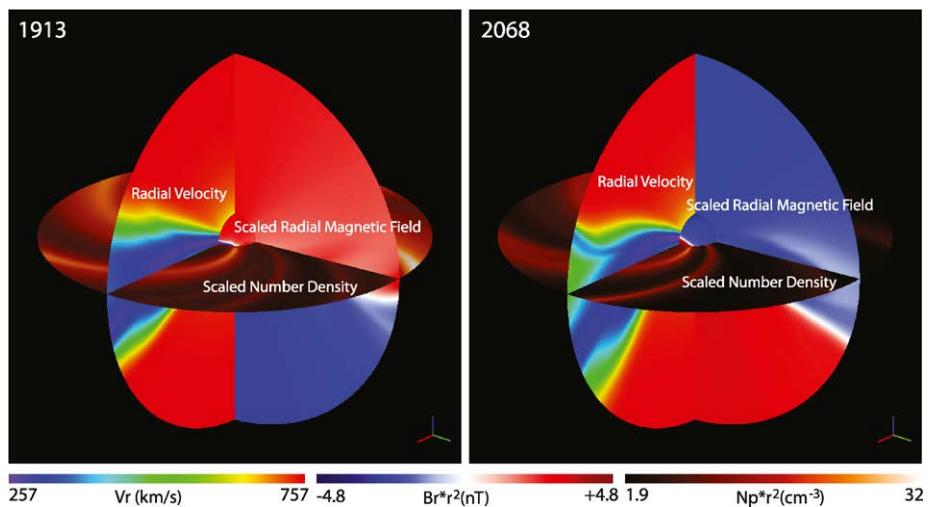 1913
Radial Velocity
Scaled Radial Magnetic Field
Scaled Number Density
2068
Radial Velocity
Scaled Radial Magnetic Field
Scaled Number Density
257 Vr (km/s) 757
-4.8 Br*r²(nT) +4.8
1.9 Np*r²(cm⁻³) 32